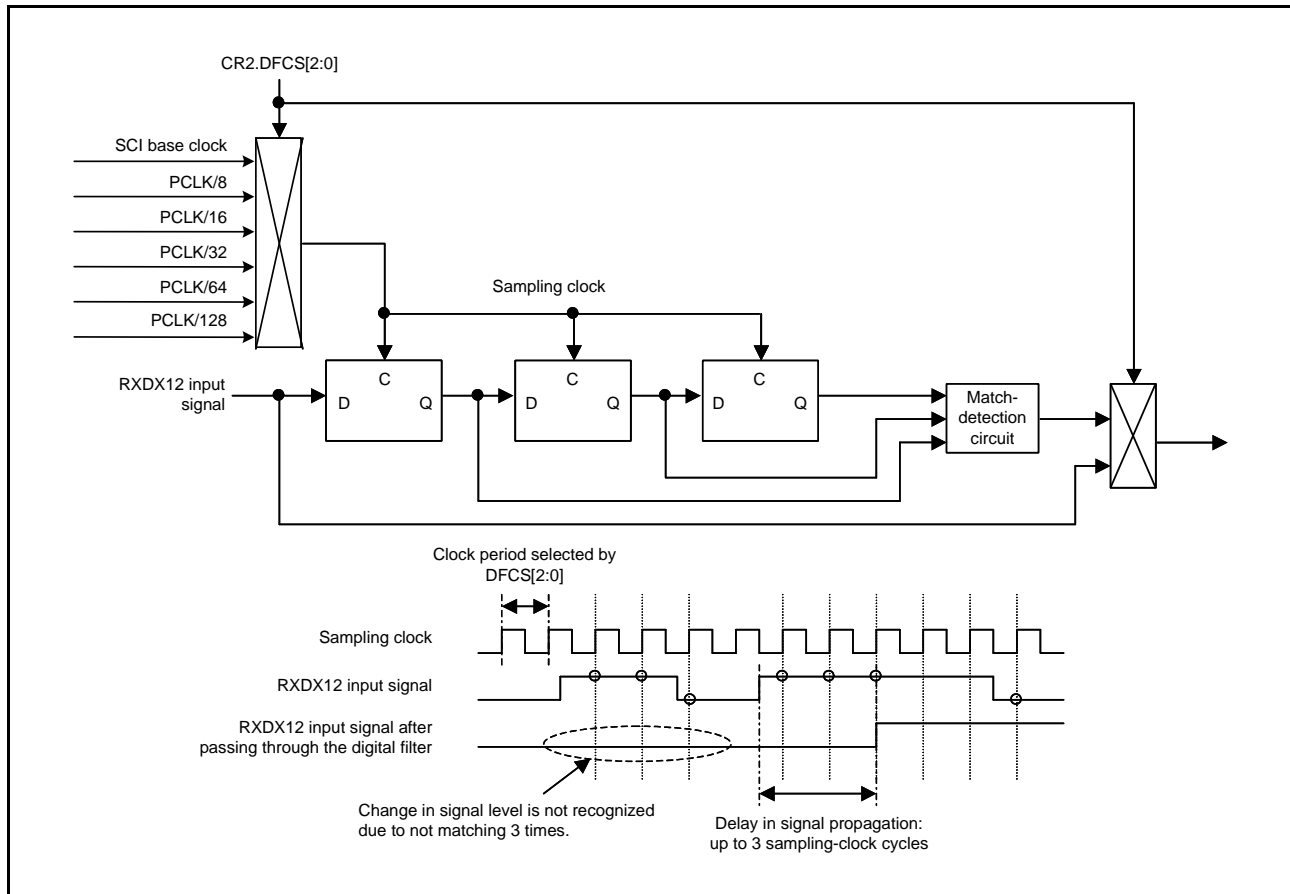 CR2.DFCS[2:0]
SCI base clock
PCLK/8
PCLK/16
PCLK/32
PCLK/64
PCLK/128
Sampling clock
RXDX12 input
signal
C
D
Q
C
D
Q
C
D
Q
Match-
detection
circuit
Clock period selected by
DFCS[2:0]
Sampling clock
RXDX12 input signal
RXDX12 input signal after
passing through the digital filter
Change in signal level is not recognized
due to not matching 3 times.
Delay in signal propagation:
up to 3 sampling-clock cycles